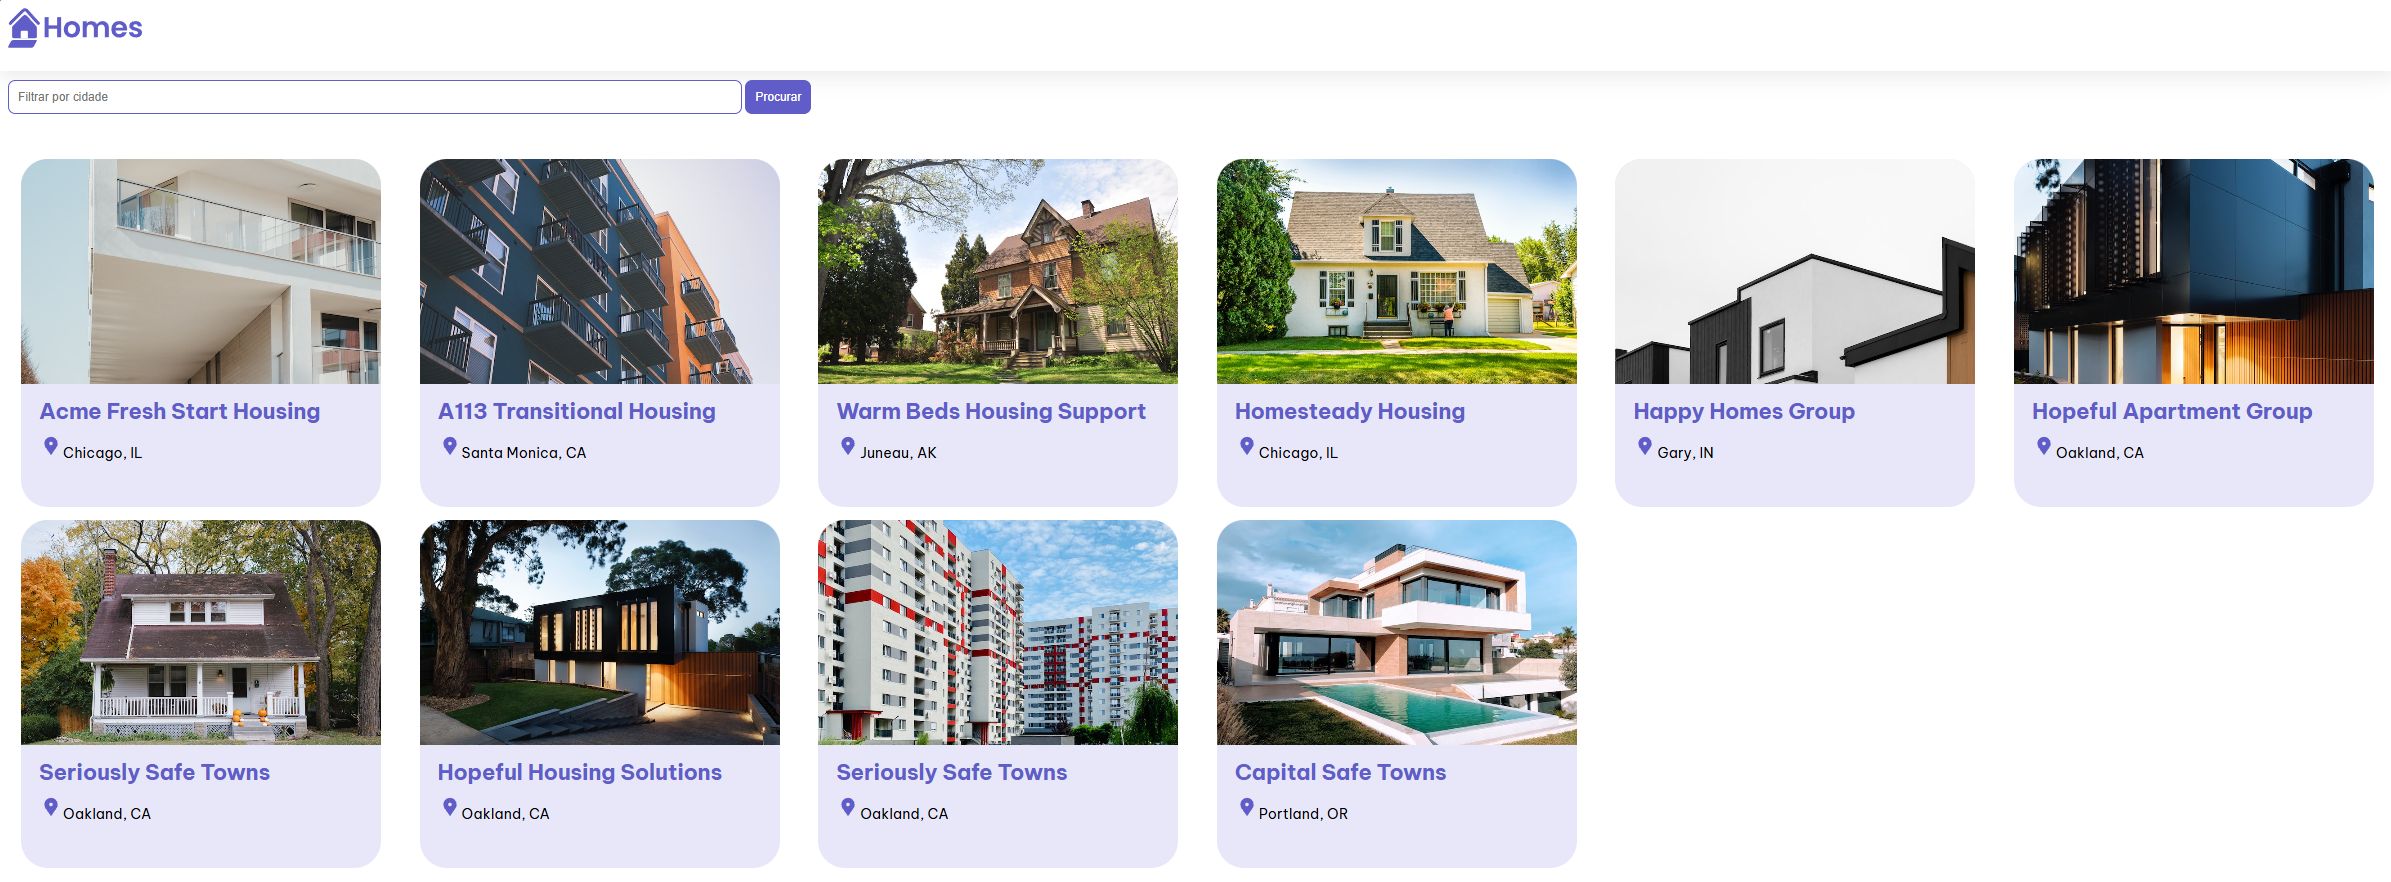 Homes
Filtrar por cidade
Procurar
Acme Fresh Start Housing
Chicago, IL
A113 Transitional Housing
Santa Monica, CA
Warm Beds Housing Support
Juneau, AK
Homesteady Housing
Chicago, IL
Happy Homes Group
Gary, IN
Hopeful Apartment Group
Oakland, CA
Seriously Safe Towns
Oakland, CA
Hopeful Housing Solutions
Oakland, CA
Seriously Safe Towns
Oakland, CA
Capital Safe Towns
Portland, OR